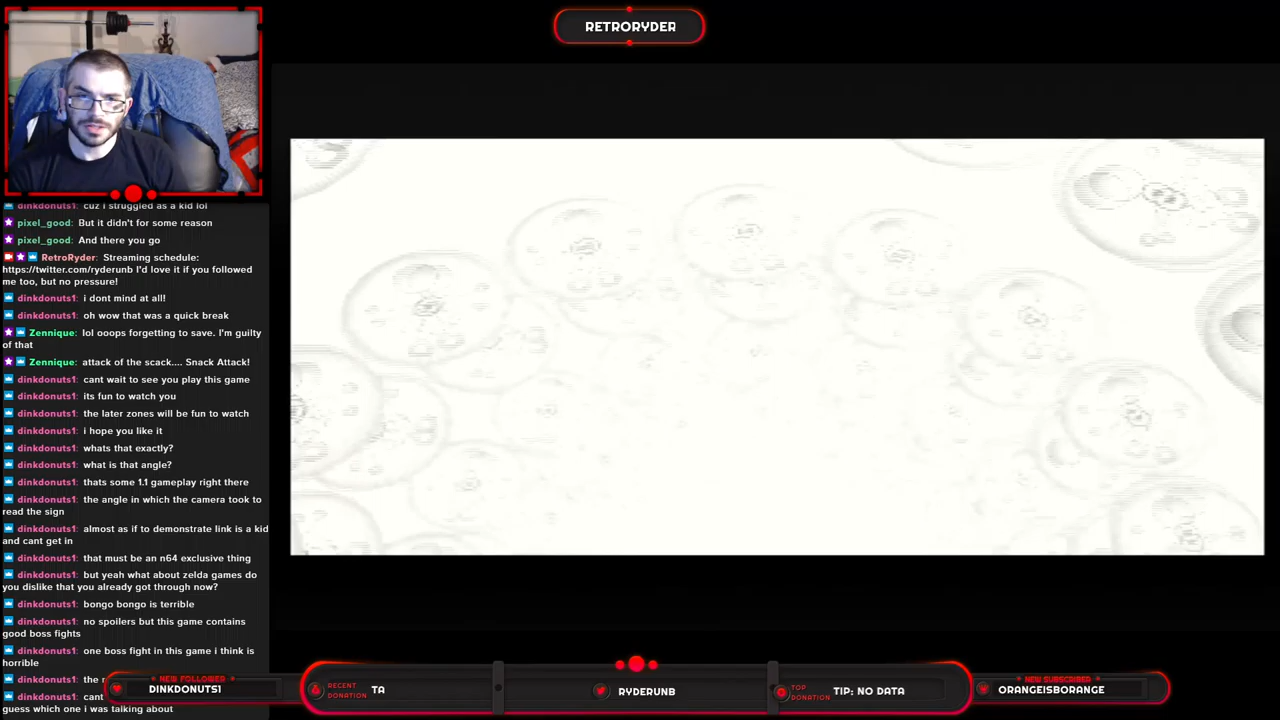 RETRORYDER
dinkdonuts1: cuz i struggled as a kid lol
pixel_good: But it didn't for some reason
pixel_good: And there you go
RetroRyder: Streaming schedule:
https://twitter.com/ryderunb I'd love it if you followed
me too, but no pressure!
dinkdonuts1: i dont mind at all!
dinkdonuts1: oh wow that was a quick break
Zennique: lol ooops forgetting to save. I'm guilty
of that
Zennique: attack of the scack.... Snack Attack!
dinkdonuts1: cant wait to see you play this game
dinkdonuts1: its fun to watch you
dinkdonuts1: the later zones will be fun to watch
dinkdonuts1: i hope you like it
dinkdonuts1: whats that exactly?
dinkdonuts1: what is that angle?
dinkdonuts1: thats some 1.1 gameplay right there
dinkdonuts1: the angle in which the camera took to
read the sign
dinkdonuts1: almost as if to demonstrate link is a kid
and cant get in
dinkdonuts1: that must be an n64 exclusive thing
dinkdonuts1: but yeah what about zelda games do
you dislike that you already got through now?
dinkdonuts1: bongo bongo is terrible
dinkdonuts1: no spoilers but this game contains
good boss fights
dinkdonuts1: one boss fight in this game i think is
horrible
dinkdonuts1: the
dinkdonuts1: cant
guess which one i was talking about
NEW FOLLOWER
DINKDONUTS1
RECENT
DONATION
TA
RYDERUNB
TOP
DONATION
TIP: NO DATA
NEW SUBSCRIBER
ORANGEISBORANGE